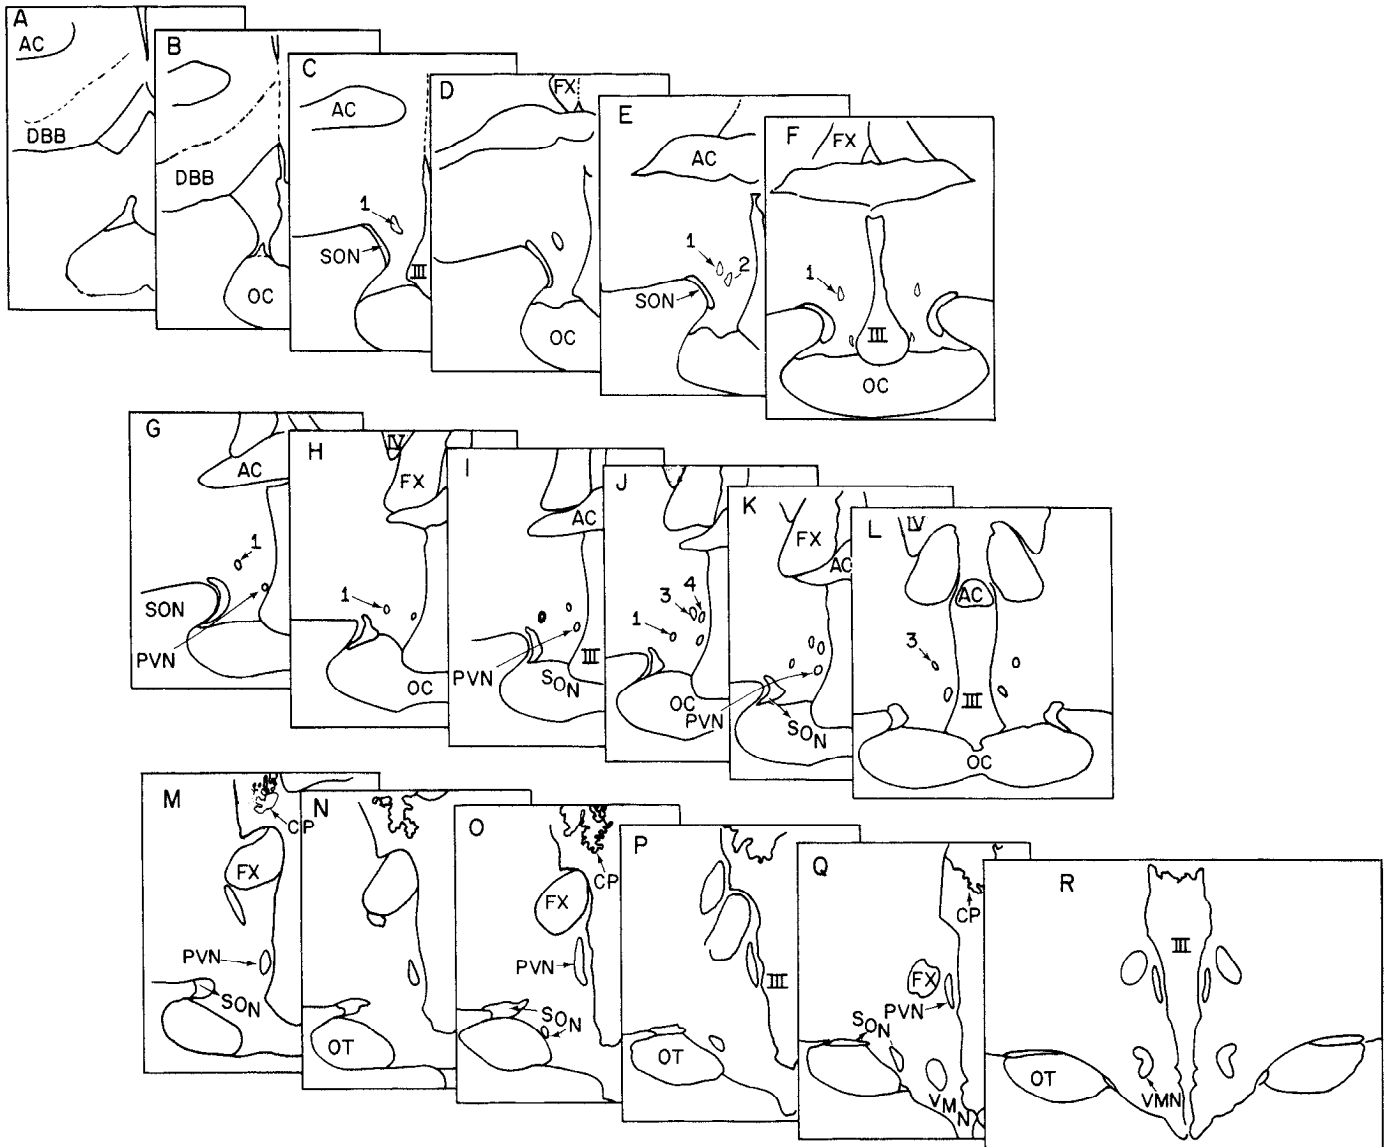 A
AC
DBB
B
DBB
OC
C
AC
1
SON
III
D
FX
OC
E
AC
1
2
SON
F
FX
1
III
OC
G
AC
1
SON
PVN
H
IV
FX
1
OC
I
AC
PVN
III
SON
J
4
3
1
OC
K
FX
AC
PVN
SON
L
IV
AC
3
III
OC
M
CP
FX
PVN
SON
N
OT
O
CP
FX
PVN
SON
P
III
OT
Q
CP
FX
PVN
SON
VMN
R
III
OT
VMN